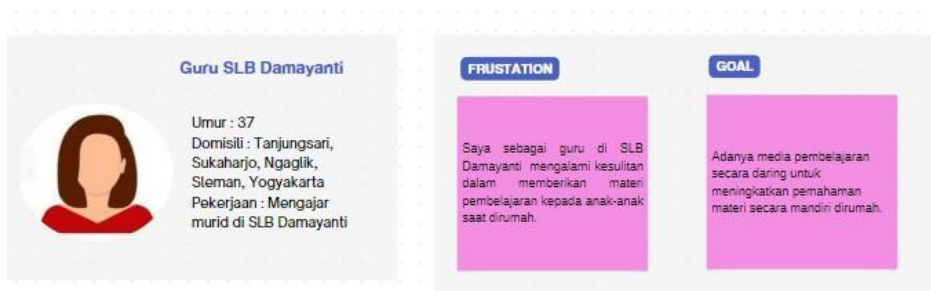 Guru SLB Damayanti
Umur : 37
Domisili : Tanjungsari,
Sukaharjo, Ngaglik,
Sleman, Yogyakarta
Pekerjaan : Mengajar
murid di SLB Damayanti
FRUSTATION
Saya sebagai guru di SLB
Damayanti mengalami kesulitan
dalam memberikan materi
pembelajaran kepada anak-anak
saat dirumah.
GOAL
Adanya media pembelajaran
secara daring untuk
meningkatkan pemahaman
materi secara mandiri dirumah.